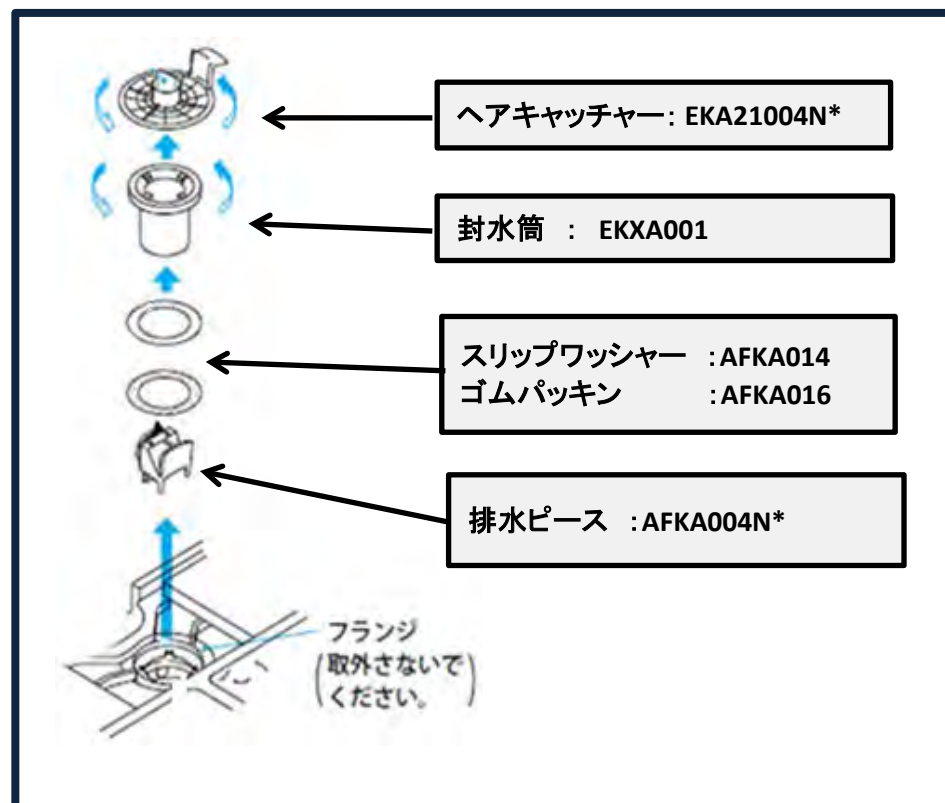 ヘアキャッチャー: EKA21004N*
封水筒 : EKXA001
スリップワッシャー :AFKA014
ゴムパッキン :AFKA016
排水ピース :AFKA004N*
フランジ
(取外さないで
ください。)